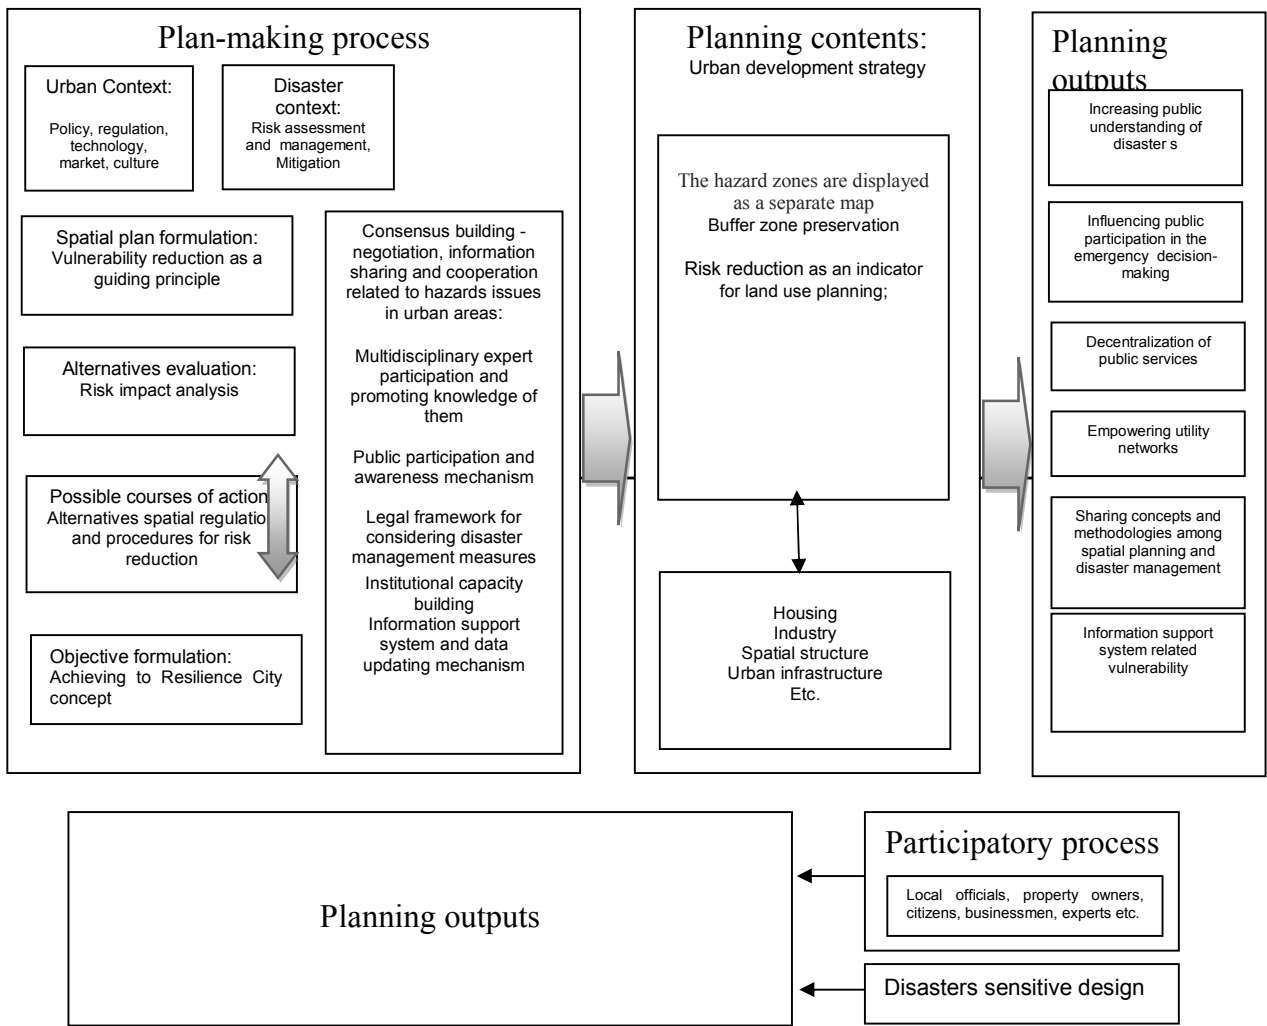 Plan-making process
Urban Context:
Policy, regulation,
technology,
market, culture
Disaster
context:
Risk assessment
and management,
Mitigation
Spatial plan formulation:
Vulnerability reduction as a
guiding principle
Alternatives evaluation:
Risk impact analysis
Possible courses of action
Alternatives spatial regulatio
and procedures for risk
reduction
Objective formulation:
Achieving to Resilience City
concept
Consensus building -
negotiation, information
sharing and cooperation
related to hazards issues
in urban areas:
Multidisciplinary expert
participation and
promoting knowledge of
them
Public participation and
awareness mechanism
Legal framework for
considering disaster
management measures
Institutional capacity
building
Information support
system and data
updating mechanism
Planning contents:
Urban development strategy
The hazard zones are displayed
as a separate map
Buffer zone preservation
Risk reduction as an indicator
for land use planning;
Housing
Industry
Spatial structure
Urban infrastructure
Etc.
Planning
outputs
Increasing public
understanding of
disaster s
Influencing public
participation in the
emergency decision-
making
Decentralization of
public services
Empowering utility
networks
Sharing concepts and
methodologies among
spatial planning and
disaster management
Information support
system related
vulnerability
Planning outputs
Participatory process
Local officials, property owners,
citizens, businessmen, experts etc.
Disasters sensitive design